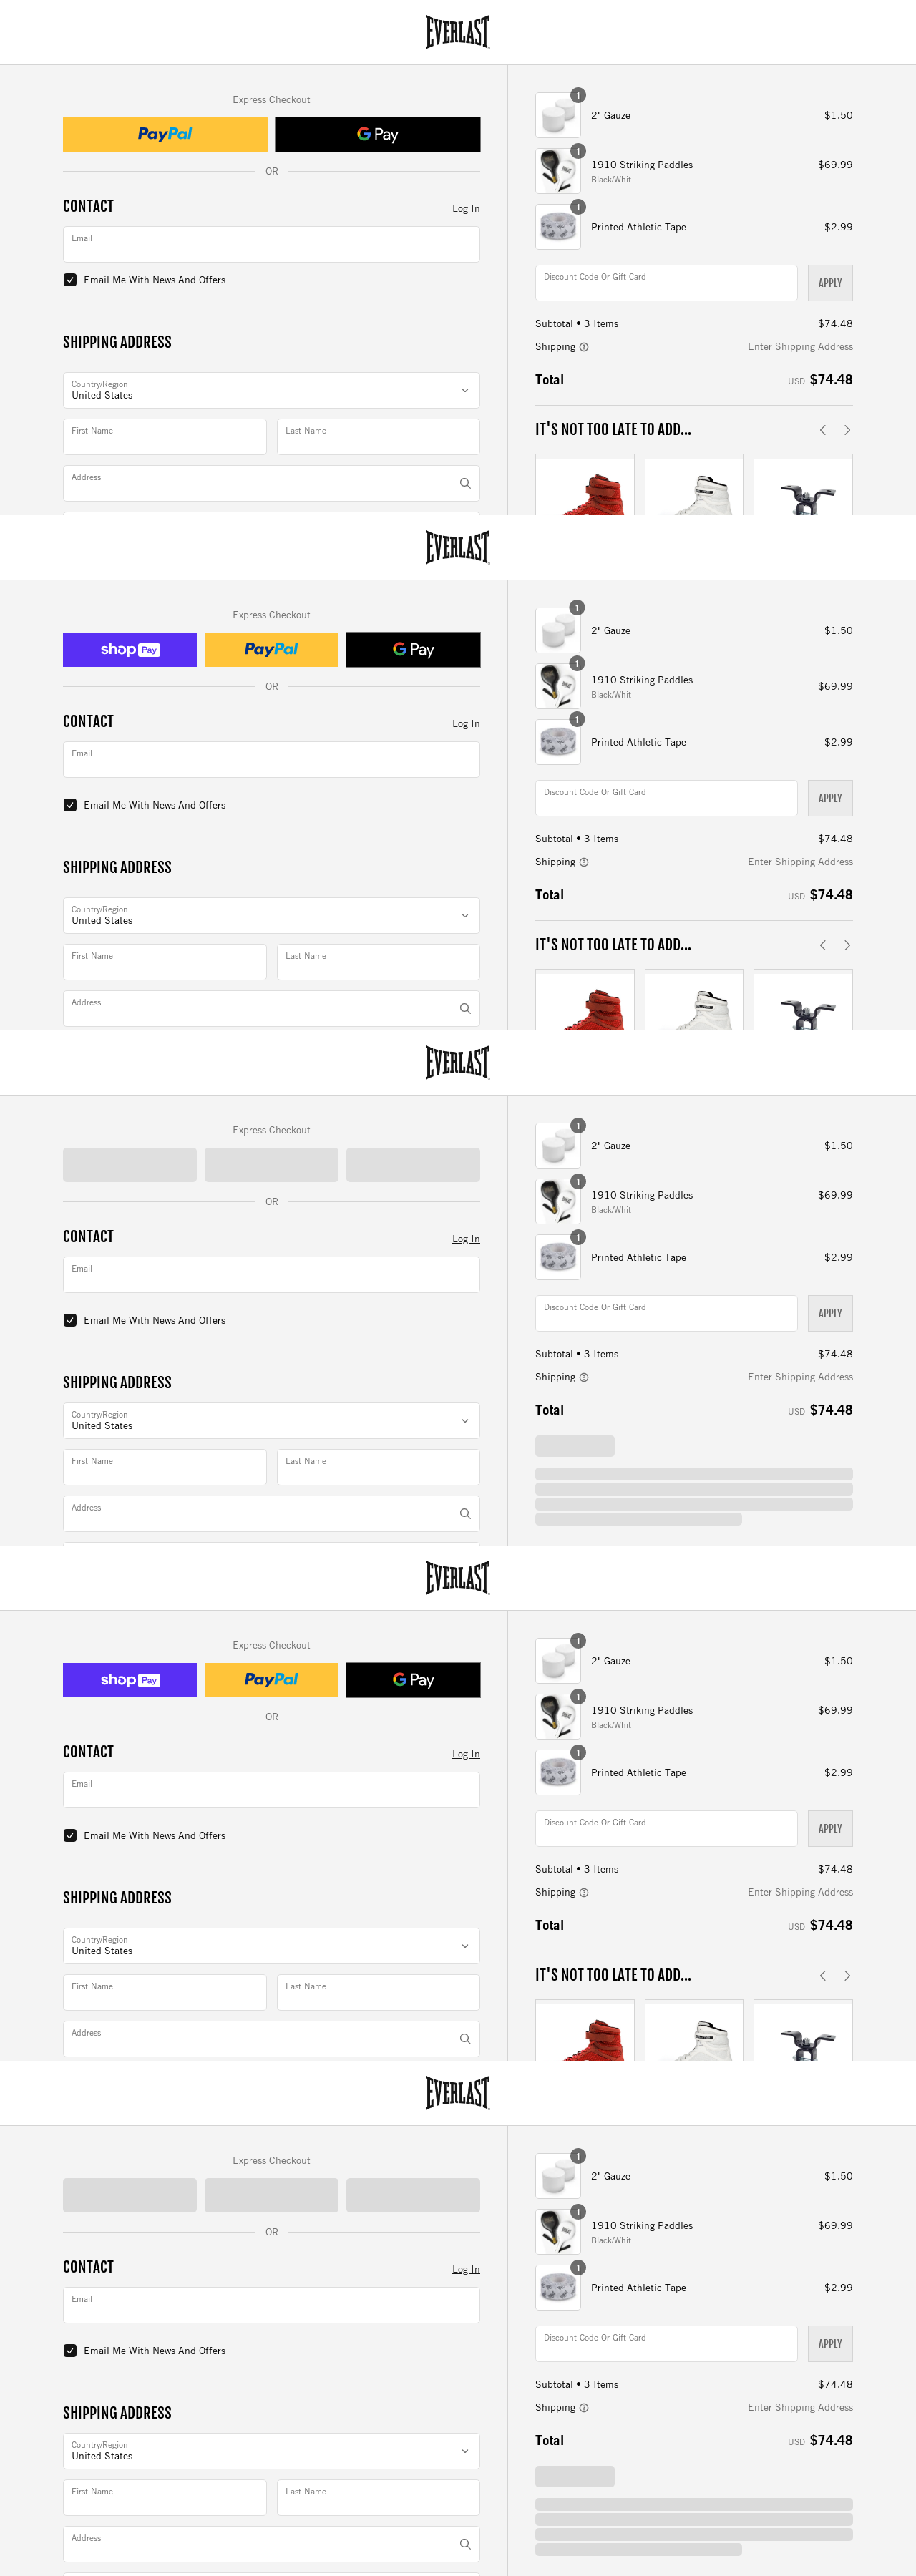 EVERLAST
Express Checkout
PayPal
G Pay
OR
CONTACT
Log In
Email
Email Me With News And Offers
SHIPPING ADDRESS
Country/Region
United States
First Name
Last Name
Address
1
2" Gauze
$1.50
1
1910 Striking Paddles
$69.99
Black/Whit
1
Printed Athletic Tape
$2.99
Discount Code Or Gift Card
APPLY
Subtotal • 3 Items
$74.48
Shipping
Enter Shipping Address
Total
USD $74.48
IT'S NOT TOO LATE TO ADD...
EVERLAST
Express Checkout
shop Pay
PayPal
G Pay
OR
CONTACT
Log In
Email
Email Me With News And Offers
SHIPPING ADDRESS
Country/Region
United States
First Name
Last Name
Address
1
2" Gauze
$1.50
1
1910 Striking Paddles
$69.99
Black/Whit
1
Printed Athletic Tape
$2.99
Discount Code Or Gift Card
APPLY
Subtotal • 3 Items
$74.48
Shipping
Enter Shipping Address
Total
USD $74.48
IT'S NOT TOO LATE TO ADD...
EVERLAST
Express Checkout
OR
CONTACT
Log In
Email
Email Me With News And Offers
SHIPPING ADDRESS
Country/Region
United States
First Name
Last Name
Address
1
2" Gauze
$1.50
1
1910 Striking Paddles
$69.99
Black/Whit
1
Printed Athletic Tape
$2.99
Discount Code Or Gift Card
APPLY
Subtotal • 3 Items
$74.48
Shipping
Enter Shipping Address
Total
USD $74.48
EVERLAST
Express Checkout
shop Pay
PayPal
G Pay
OR
CONTACT
Log In
Email
Email Me With News And Offers
SHIPPING ADDRESS
Country/Region
United States
First Name
Last Name
Address
1
2" Gauze
$1.50
1
1910 Striking Paddles
$69.99
Black/Whit
1
Printed Athletic Tape
$2.99
Discount Code Or Gift Card
APPLY
Subtotal • 3 Items
$74.48
Shipping
Enter Shipping Address
Total
USD $74.48
IT'S NOT TOO LATE TO ADD...
EVERLAST
Express Checkout
OR
CONTACT
Log In
Email
Email Me With News And Offers
SHIPPING ADDRESS
Country/Region
United States
First Name
Last Name
Address
1
2" Gauze
$1.50
1
1910 Striking Paddles
$69.99
Black/Whit
1
Printed Athletic Tape
$2.99
Discount Code Or Gift Card
APPLY
Subtotal • 3 Items
$74.48
Shipping
Enter Shipping Address
Total
USD $74.48